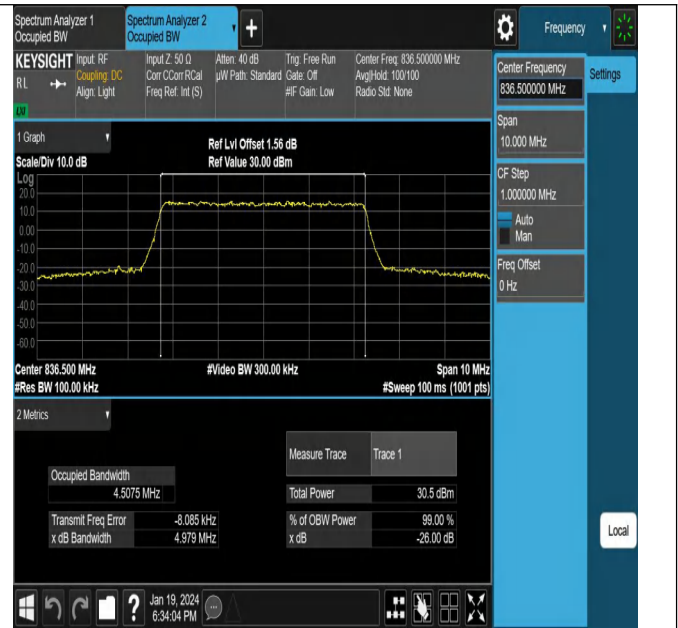 Spectrum Analyzer 1
Occupied BW
Spectrum Analyzer 2
Occupied BW
+
Frequency
KEYSIGHT
RL
LXI
Input: RF
Coupling: DC
Align: Light
Input Z: 50 Ω
Corr CCorr RCal
Freq Ref: Int (S)
Atten: 40 dB
µW Path: Standard
Trig: Free Run
Gate: Off
#IF Gain: Low
Center Freq: 836.500000 MHz
Avg|Hold: 100/100
Radio Std: None
Center Frequency
836.500000 MHz
Settings
Span
10.000 MHz
CF Step
1.000000 MHz
Auto
Man
Freq Offset
0 Hz
1 Graph
Scale/Div 10.0 dB
Ref Lvl Offset 1.56 dB
Ref Value 30.00 dBm
Log
20.0
10.0
0.00
-10.0
-20.0
-30.0
-40.0
-50.0
-60.0
Center 836.500 MHz
#Video BW 300.00 kHz
Span 10 MHz
#Res BW 100.00 kHz
#Sweep 100 ms (1001 pts)
2 Metrics
Measure Trace
Trace 1
Occupied Bandwidth
4.5075 MHz
Total Power
30.5 dBm
Transmit Freq Error
-8.085 kHz
% of OBW Power
99.00 %
x dB Bandwidth
4.979 MHz
x dB
-26.00 dB
Local
?
Jan 19, 2024
6:34:04 PM